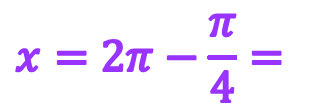 x = 2π − π/4 =